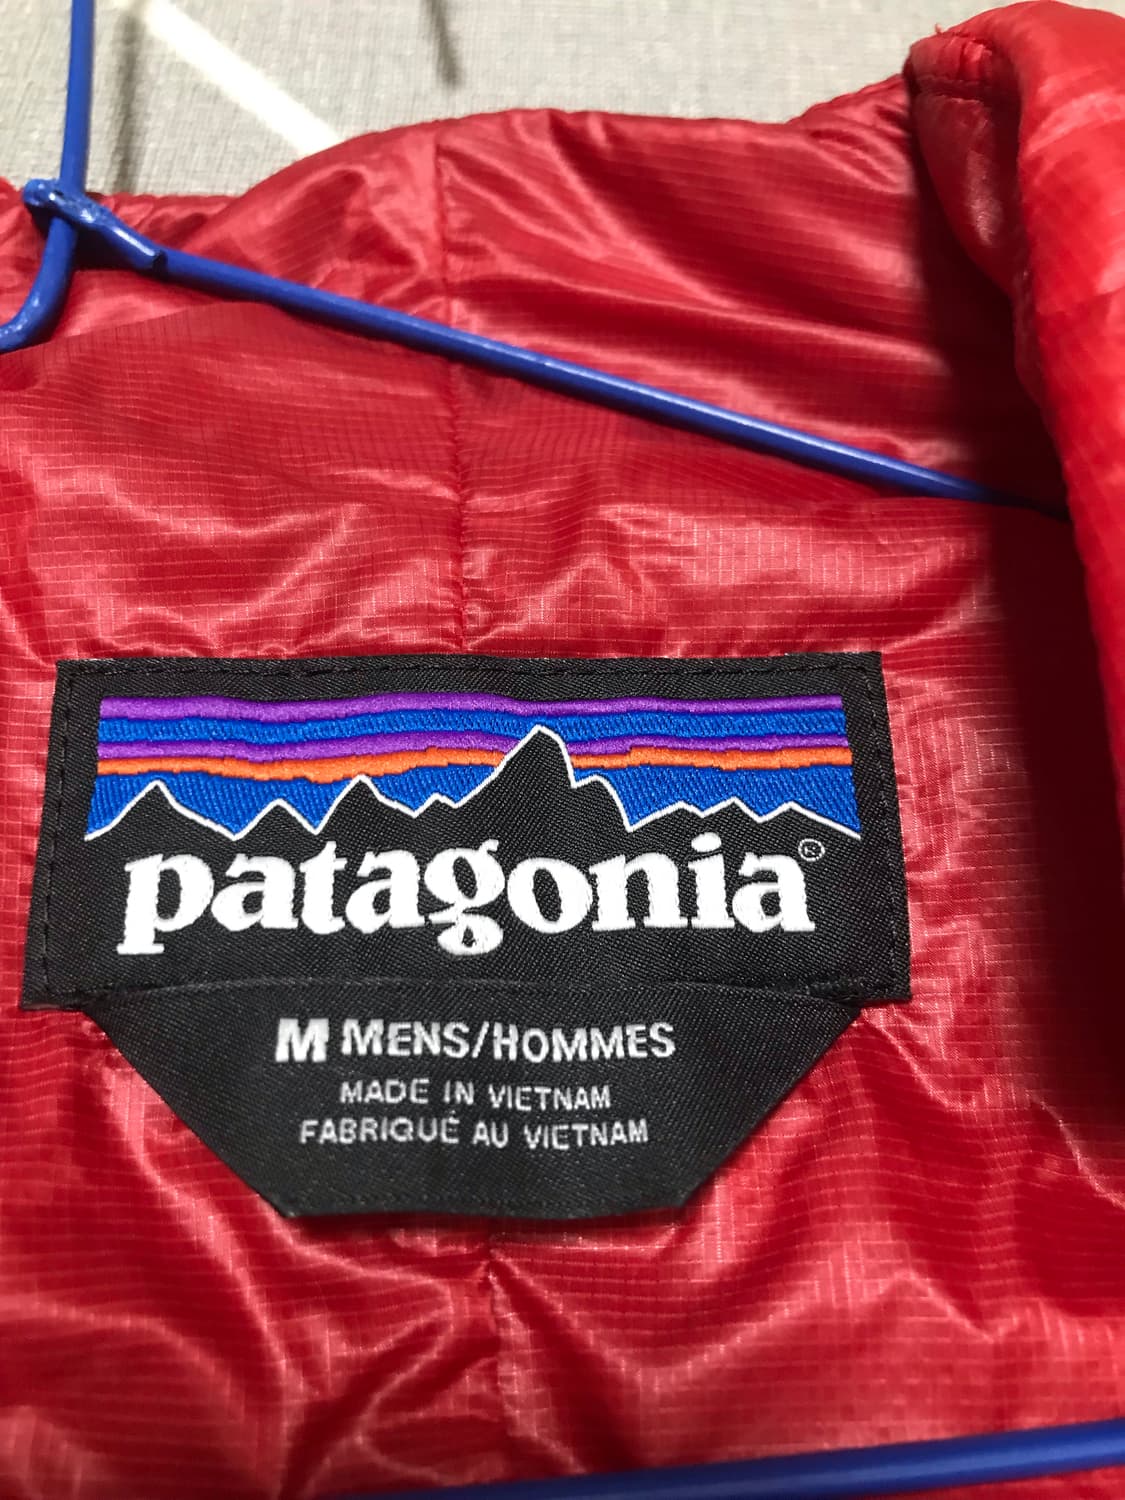 patagonia®
M MENS/HOMMES
MADE IN VIETNAM
FABRIQUÉ AU VIETNAM